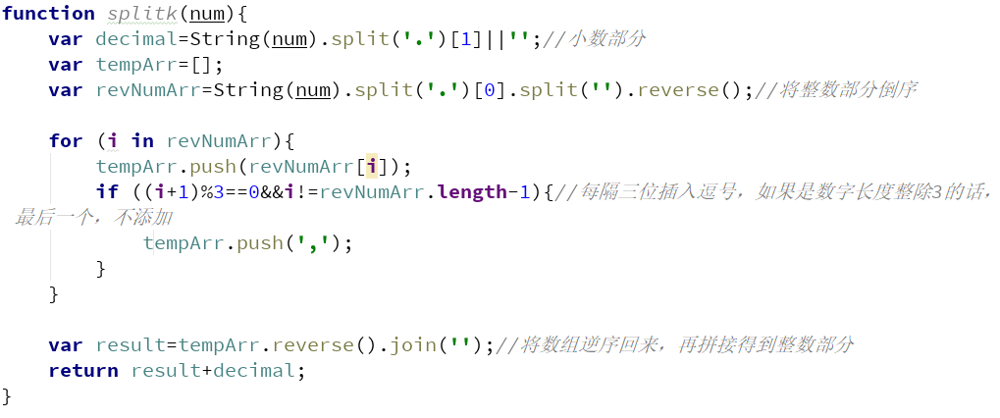 function splitk(num){
    var decimal=String(num).split('.')[1]||'';//小数部分
    var tempArr=[];
    var revNumArr=String(num).split('.')[0].split('').reverse();//将整数部分倒序
    for (i in revNumArr){
        tempArr.push(revNumArr[i]);
        if ((i+1)%3==0&&i!=revNumArr.length-1){//每隔三位插入逗号，如果是数字长度整除3的话，
最后一个，不添加
            tempArr.push(',');
        }
    }
    var result=tempArr.reverse().join('');//将数组逆序回来，再拼接得到整数部分
    return result+decimal;
}